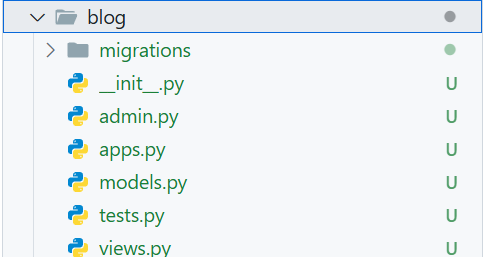 blog
migrations
__init__.py U
admin.py U
apps.py U
models.py U
tests.py U
views.py U